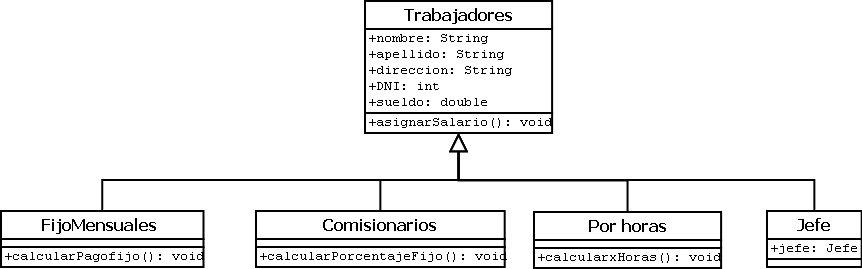 Trabajadores
+nombre: String
+apellido: String
+direccion: String
+DNI: int
+sueldo: double
+asignarSalario(): void
FijoMensuales
+calcularPagofijo(): void
Comisionarios
+calcularPorcentajeFijo(): void
Por horas
+calcularxHoras(): void
Jefe
+jefe: Jefe